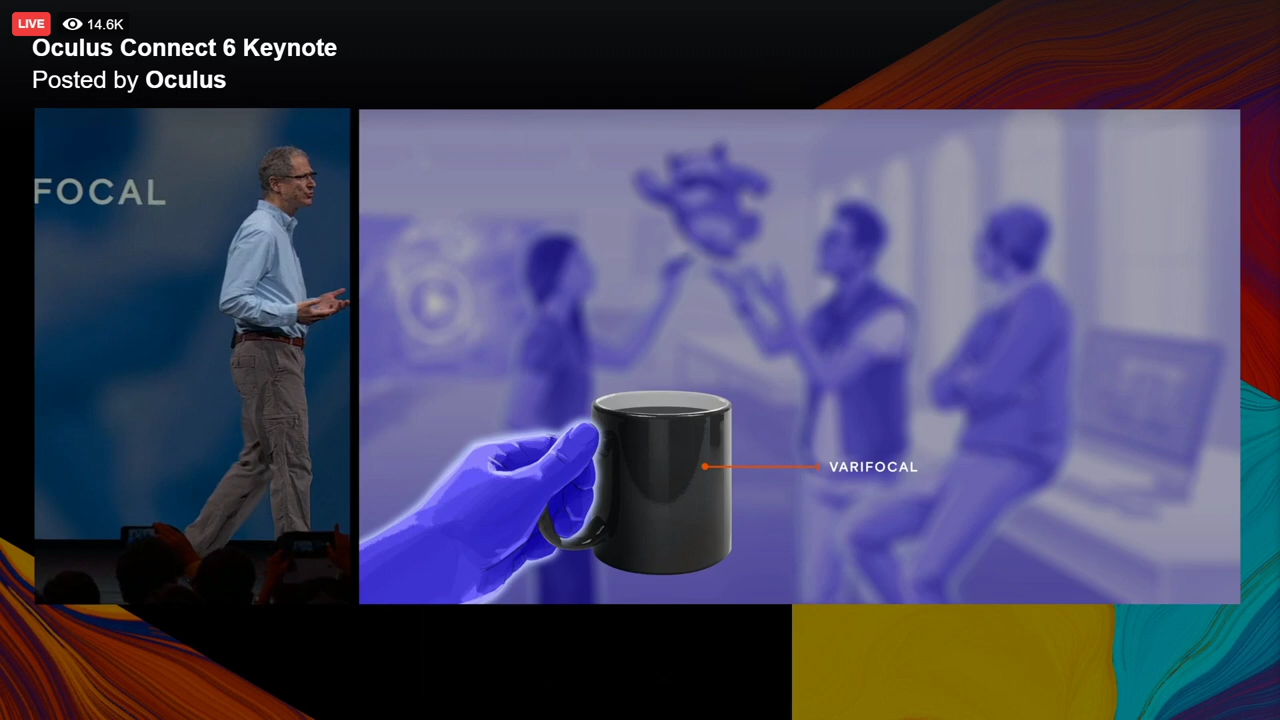 LIVE 14.6K
Oculus Connect 6 Keynote
Posted by Oculus
FOCAL
VARIFOCAL